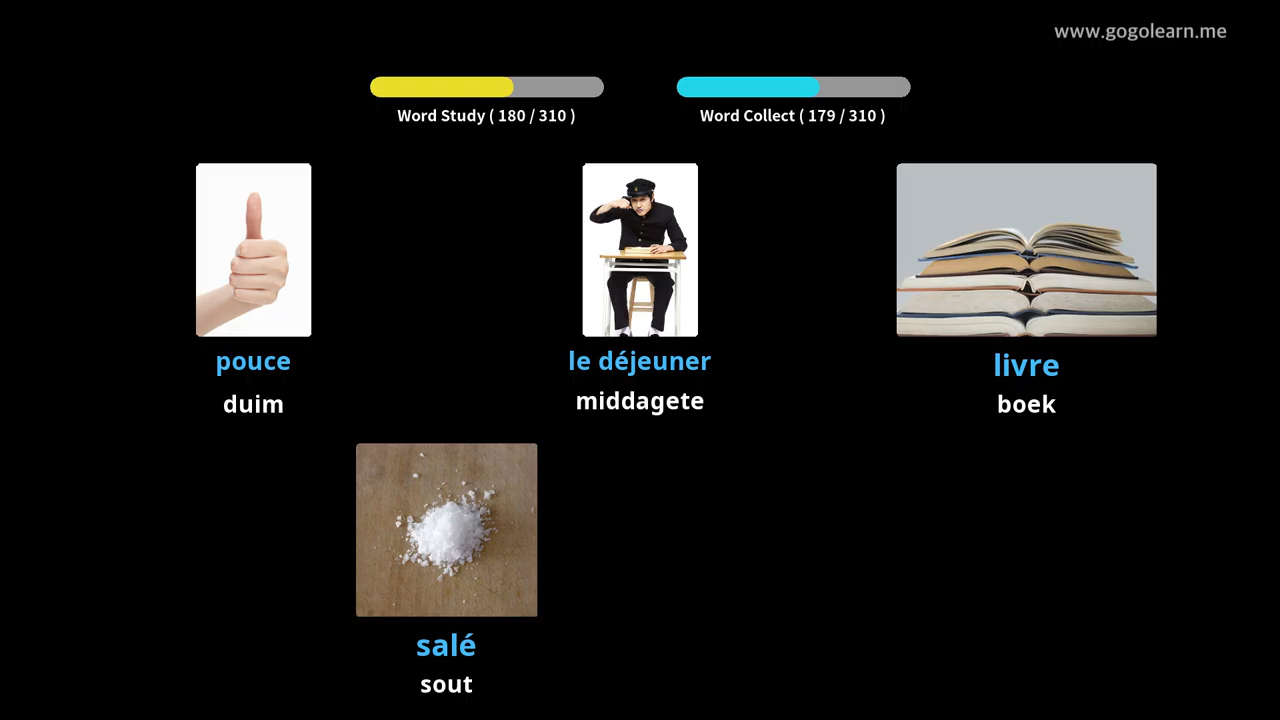 www.gogolearn.me
Word Study ( 180 / 310 )
Word Collect ( 179 / 310 )
pouce
duim
le déjeuner
middagete
livre
boek
salé
sout